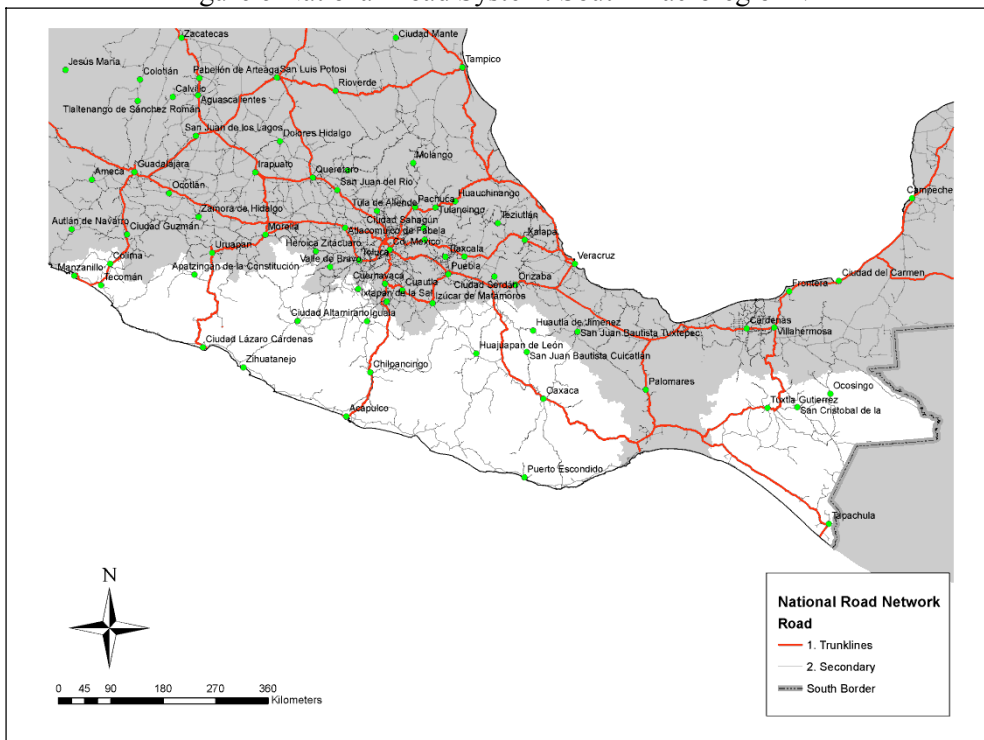 Zacatecas
Ciudad Mante
Jesús María
Colotlán
Pabellón de Arteaga
San Luis Potosí
Tampico
Calvillo
Rioverde
Tlaltenango de Sánchez Román
Aguascalientes
San Juan de los Lagos
Dolores Hidalgo
Guadalajara
Irapuato
Querétaro
Molango
Ameca
Ocotlán
San Juan del Río
Huauchinango
Campeche
Tula de Allende
Pachuca
Tulancingo
Zamora de Hidalgo
Ciudad Sahagún
Teziutlán
Autlán de Navarro
Ciudad Guzmán
Morelia
Atlacomulco de Fabela
Xalapa
Uruapan
Heroica Zitácuaro
Cd. México
Tlaxcala
Colima
Valle de Bravo
Toluca
Veracruz
Manzanillo
Apatzingán de la Constitución
Puebla
Ciudad del Carmen
Tecomán
Cuernavaca
Cuautla
Ciudad Serdán
Orizaba
Frontera
Ixtapan de la Sal
Izúcar de Matamoros
Ciudad Altamirano
Iguala
Huautla de Jiménez
Cárdenas
San Juan Bautista Tuxtepec
Villahermosa
Ciudad Lázaro Cárdenas
Huajuapan de León
San Juan Bautista Cuicatlán
Zihuatanejo
Chilpancingo
Palomares
Ocosingo
Oaxaca
Tuxtla Gutierrez
San Cristobal de la
Acapulco
Puerto Escondido
Tapachula
N
National Road Network
Road
1. Trunklines
2. Secondary
South Border
0 45 90 180 270 360
Kilometers